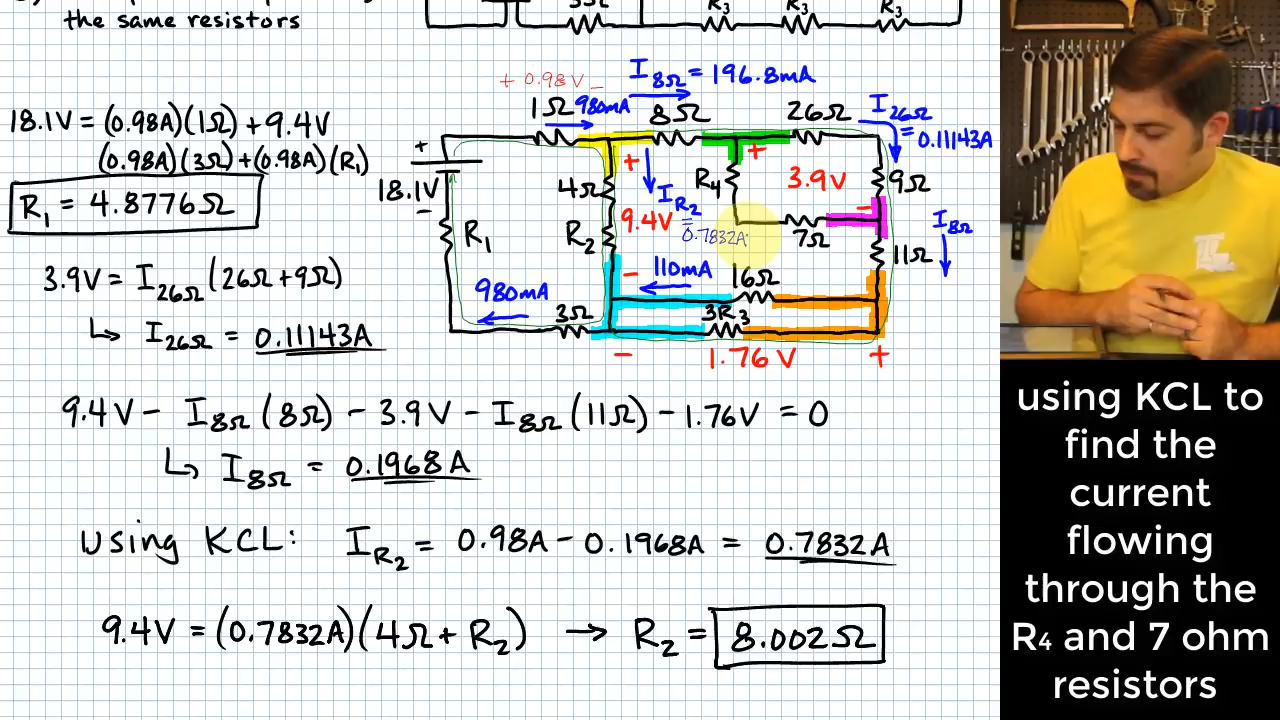 the same resistors
3Ω R3 R3 R3
+ 0.98V -
I8Ω = 196.8mA
1Ω 980mA 8Ω 26Ω I26Ω = 0.11143A
18.1V = (0.98A)(1Ω) + 9.4V
(0.98A)(3Ω) + (0.98A)(R1)
R1 = 4.8776Ω
+ 18.1V -
4Ω + IR2 = 0.7832A
R4 + 3.9V - 9Ω
R1 R2 9.4V 7Ω I8Ω
- 110mA 16Ω 11Ω
980mA 3Ω 3R3
- 1.76V +
3.9V = I26Ω (26Ω + 9Ω)
↳ I26Ω = 0.11143A
9.4V - I8Ω (8Ω) - 3.9V - I8Ω (11Ω) - 1.76V = 0
↳ I8Ω = 0.1968A
using KCL: IR2 = 0.98A - 0.1968A = 0.7832A
9.4V = (0.7832A)(4Ω + R2) → R2 = 8.002Ω
using KCL to
find the
current
flowing
through the
R4 and 7 ohm
resistors